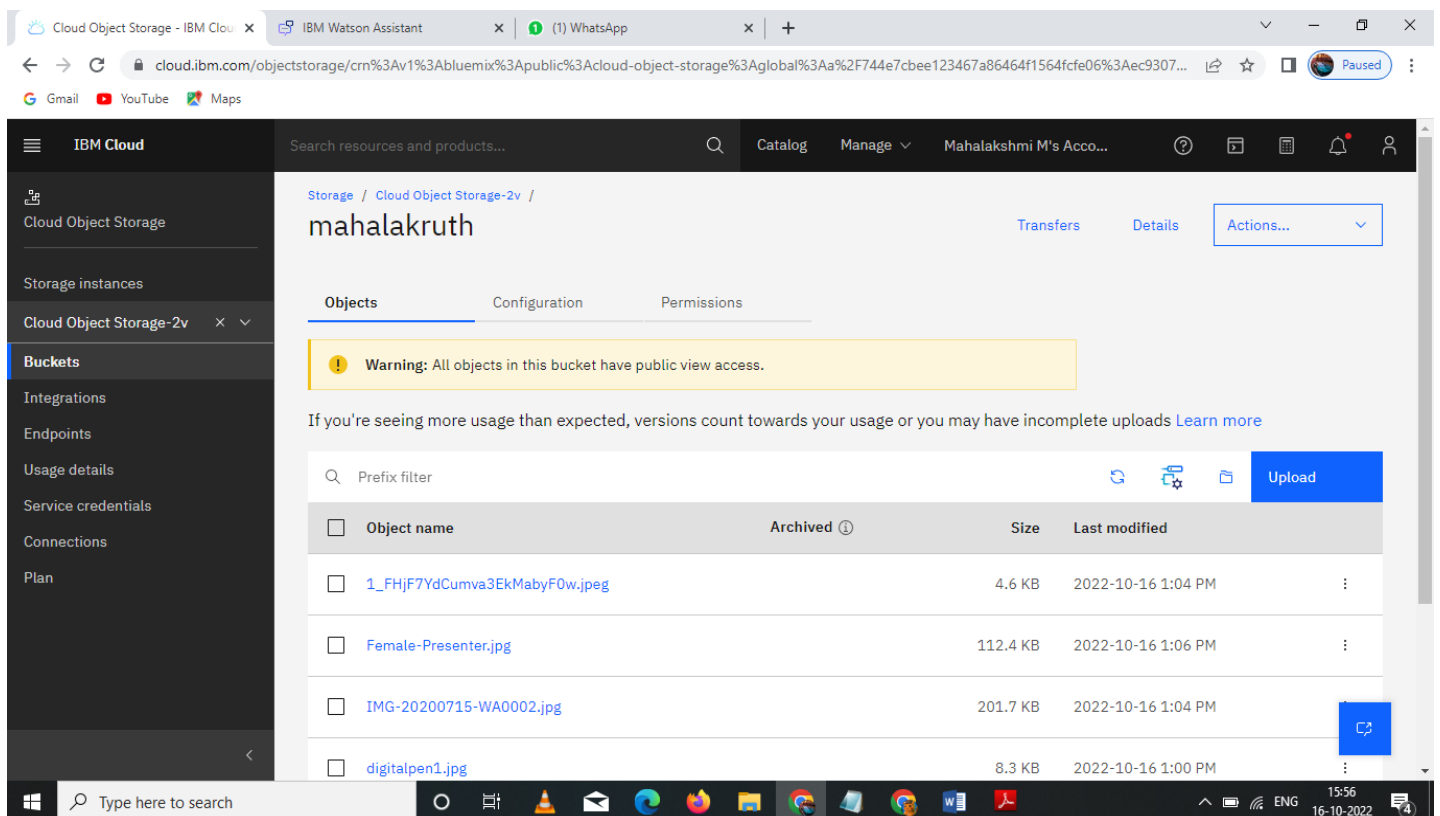 Cloud Object Storage - IBM Clou
IBM Watson Assistant
(1) WhatsApp
cloud.ibm.com/objectstorage/crn%3Av1%3Abluemix%3Apublic%3Acloud-object-storage%3Aglobal%3Aa%2F744e7cbee123467a86464f1564fcfe06%3Aec9307...
Paused
Gmail YouTube Maps
IBM Cloud
Search resources and products...
Catalog
Manage
Mahalakshmi M's Acco...
Cloud Object Storage
Storage instances
Cloud Object Storage-2v
Buckets
Integrations
Endpoints
Usage details
Service credentials
Connections
Plan
Storage / Cloud Object Storage-2v /
mahalakruth
Transfers
Details
Actions...
Objects
Configuration
Permissions
Warning: All objects in this bucket have public view access.
If you're seeing more usage than expected, versions count towards your usage or you may have incomplete uploads Learn more
Prefix filter
Upload
Object name Archived Size Last modified
1_FHjF7YdCumva3EkMabyF0w.jpeg 4.6 KB 2022-10-16 1:04 PM
Female-Presenter.jpg 112.4 KB 2022-10-16 1:06 PM
IMG-20200715-WA0002.jpg 201.7 KB 2022-10-16 1:04 PM
digitalpen1.jpg 8.3 KB 2022-10-16 1:00 PM
Type here to search
ENG
15:56
16-10-2022
4